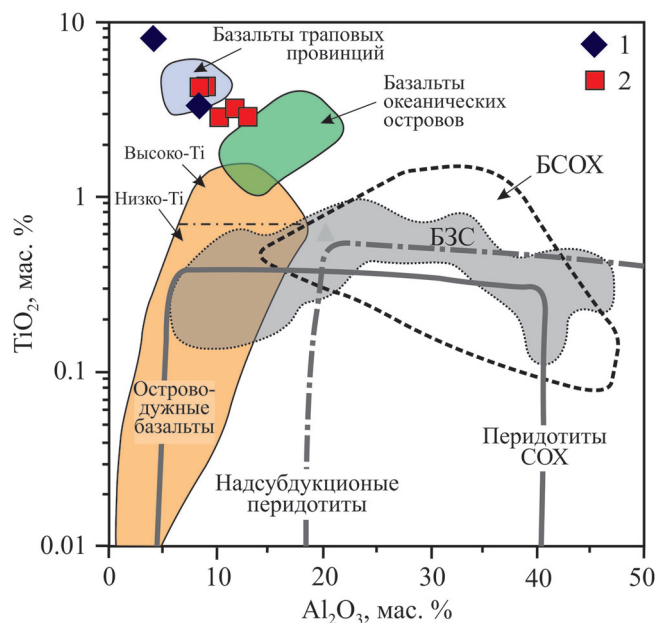 Базальты траповых
провинций
1
2
Базальты
океанических
островов
Высоко-Ti
Низко-Ti
БСОХ
БЗС
Острово-
дужные
базальты
Надсубдукционые
перидотиты
Перидотиты
СОХ
10
1
0.1
0.01
TiO₂, мас. %
0
10
20
30
40
50
Al₂O₃, мас. %